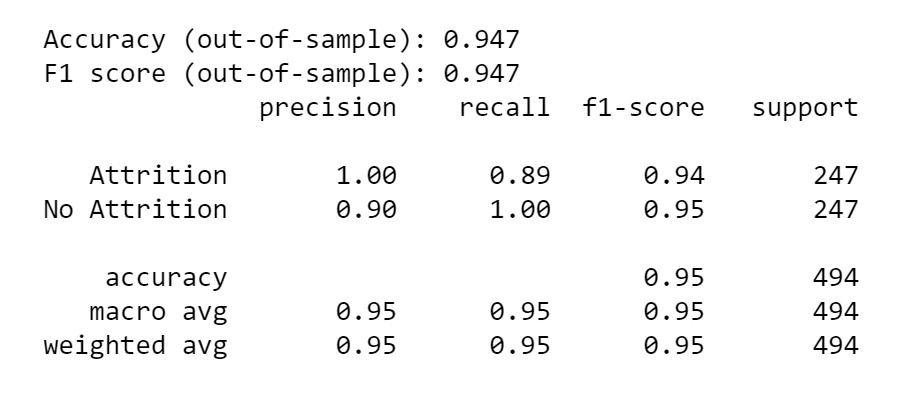 Accuracy (out-of-sample): 0.947
F1 score (out-of-sample): 0.947
precision recall f1-score support
Attrition 1.00 0.89 0.94 247
No Attrition 0.90 1.00 0.95 247
accuracy 0.95 494
macro avg 0.95 0.95 0.95 494
weighted avg 0.95 0.95 0.95 494